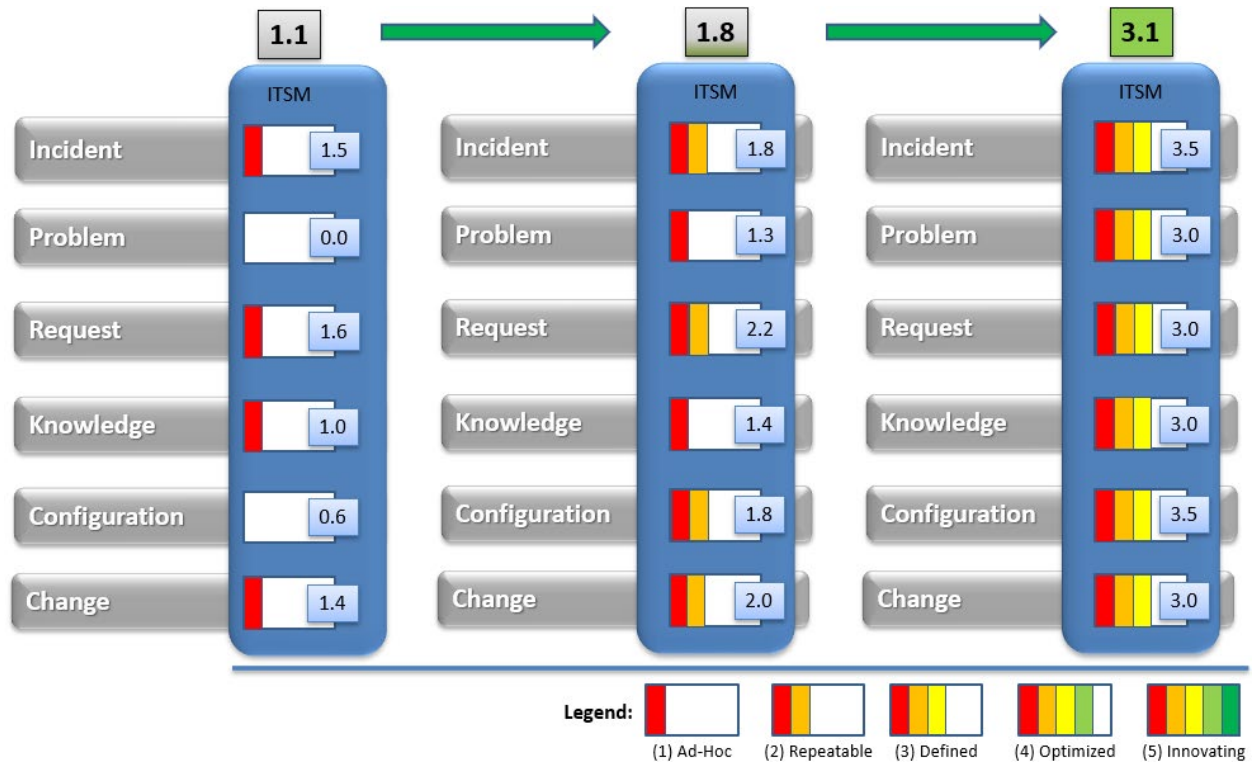 1.1
1.8
3.1
ITSM
ITSM
ITSM
Incident 1.5
Incident 1.8
Incident 3.5
Problem 0.0
Problem 1.3
Problem 3.0
Request 1.6
Request 2.2
Request 3.0
Knowledge 1.0
Knowledge 1.4
Knowledge 3.0
Configuration 0.6
Configuration 1.8
Configuration 3.5
Change 1.4
Change 2.0
Change 3.0
Legend:
(1) Ad-Hoc
(2) Repeatable
(3) Defined
(4) Optimized
(5) Innovating